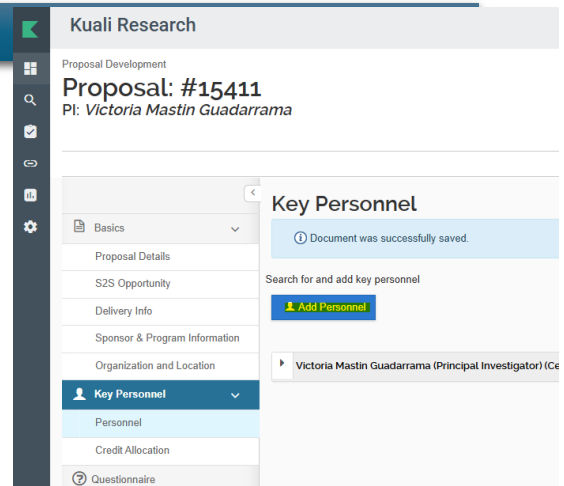 Kuali Research
Proposal Development
Proposal: #15411
PI: Victoria Mastin Guadarrama
Basics
Proposal Details
S2S Opportunity
Delivery Info
Sponsor & Program Information
Organization and Location
Key Personnel
Personnel
Credit Allocation
Questionnaire
Key Personnel
Document was successfully saved.
Search for and add key personnel
Add Personnel
Victoria Mastin Guadarrama (Principal Investigator) (Ce